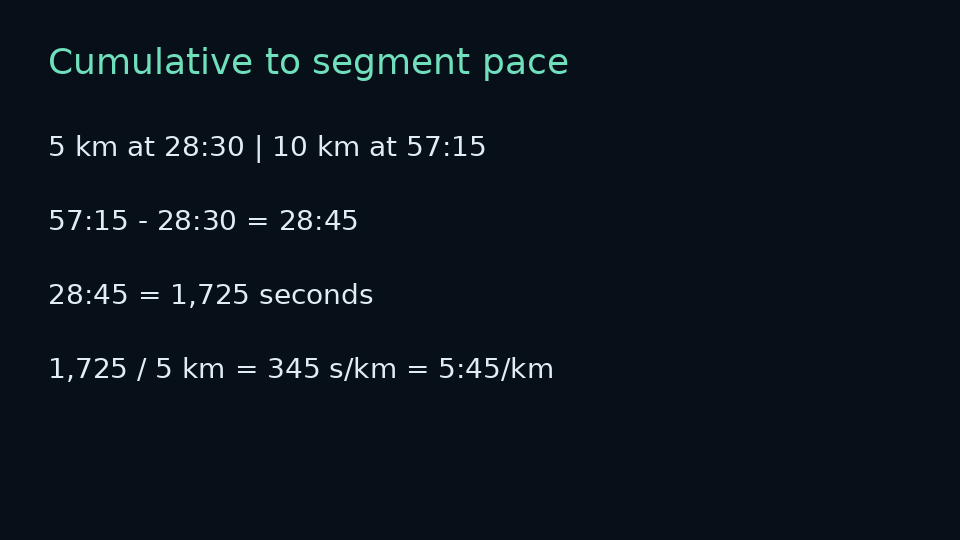 Cumulative to segment pace
5 km at 28:30 | 10 km at 57:15
57:15 - 28:30 = 28:45
28:45 = 1,725 seconds
1,725 / 5 km = 345 s/km = 5:45/km